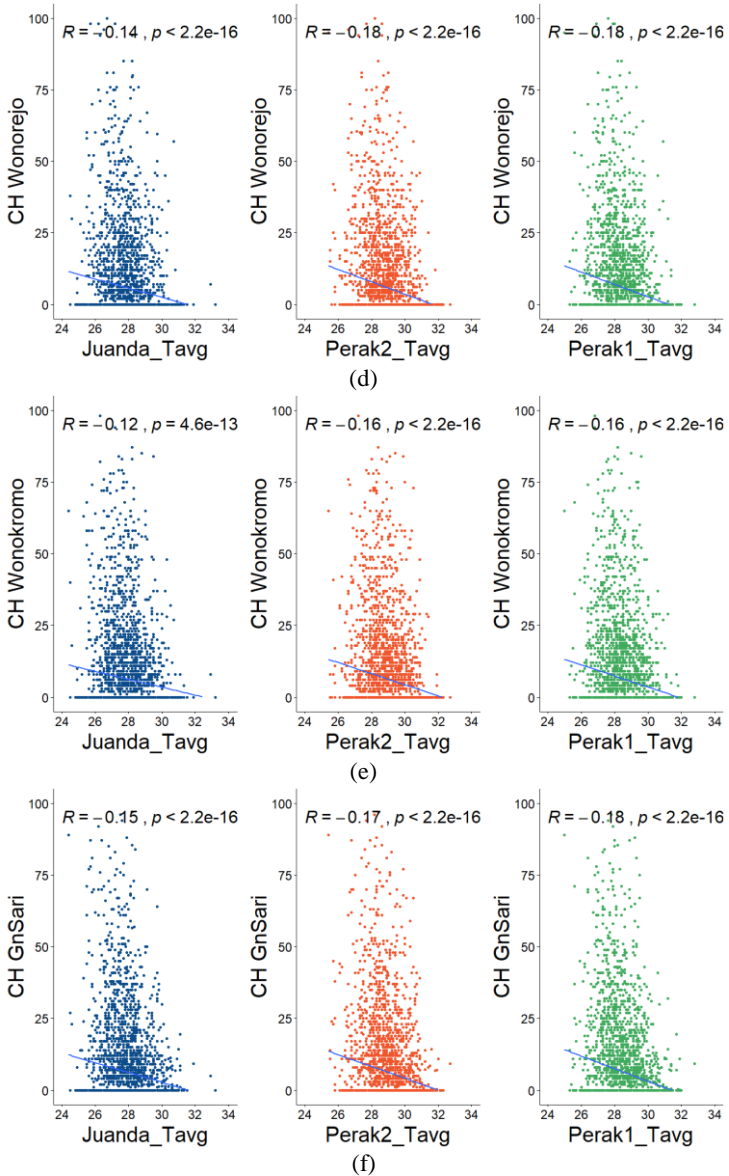 R = −0.14 , p < 2.2e-16
R = −0.18 , p < 2.2e-16
R = −0.18 , p < 2.2e-16
CH Wonorejo
CH Wonorejo
CH Wonorejo
100
75
50
25
0
100
75
50
25
0
100
75
50
25
0
24 26 28 30 32 34
24 26 28 30 32 34
24 26 28 30 32 34
Juanda_Tavg
Perak2_Tavg
Perak1_Tavg
(d)
R = −0.12 , p = 4.6e-13
R = −0.16 , p < 2.2e-16
R = −0.16 , p < 2.2e-16
CH Wonokromo
CH Wonokromo
CH Wonokromo
100
75
50
25
0
100
75
50
25
0
100
75
50
25
0
24 26 28 30 32 34
24 26 28 30 32 34
24 26 28 30 32 34
Juanda_Tavg
Perak2_Tavg
Perak1_Tavg
(e)
R = −0.15 , p < 2.2e-16
R = −0.17 , p < 2.2e-16
R = −0.18 , p < 2.2e-16
CH GnSari
CH GnSari
CH GnSari
100
75
50
25
0
100
75
50
25
0
100
75
50
25
0
24 26 28 30 32 34
24 26 28 30 32 34
24 26 28 30 32 34
Juanda_Tavg
Perak2_Tavg
Perak1_Tavg
(f)